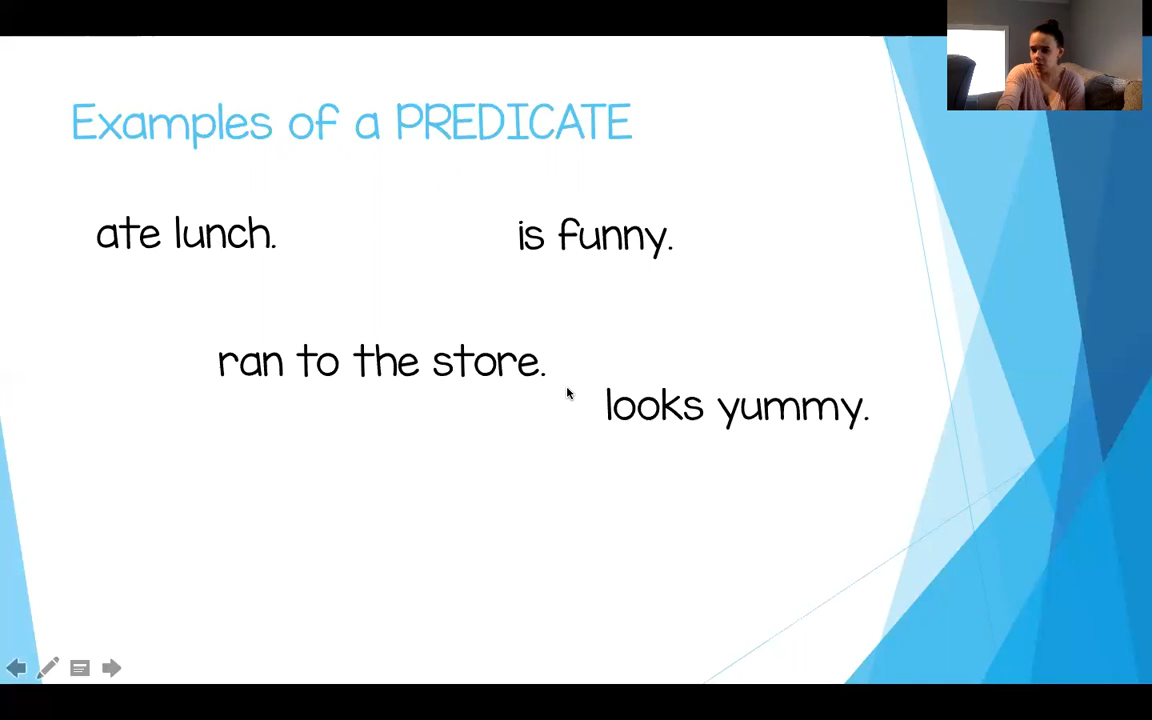 Examples of a PREDICATE
ate lunch.
is funny.
ran to the store.
looks yummy.